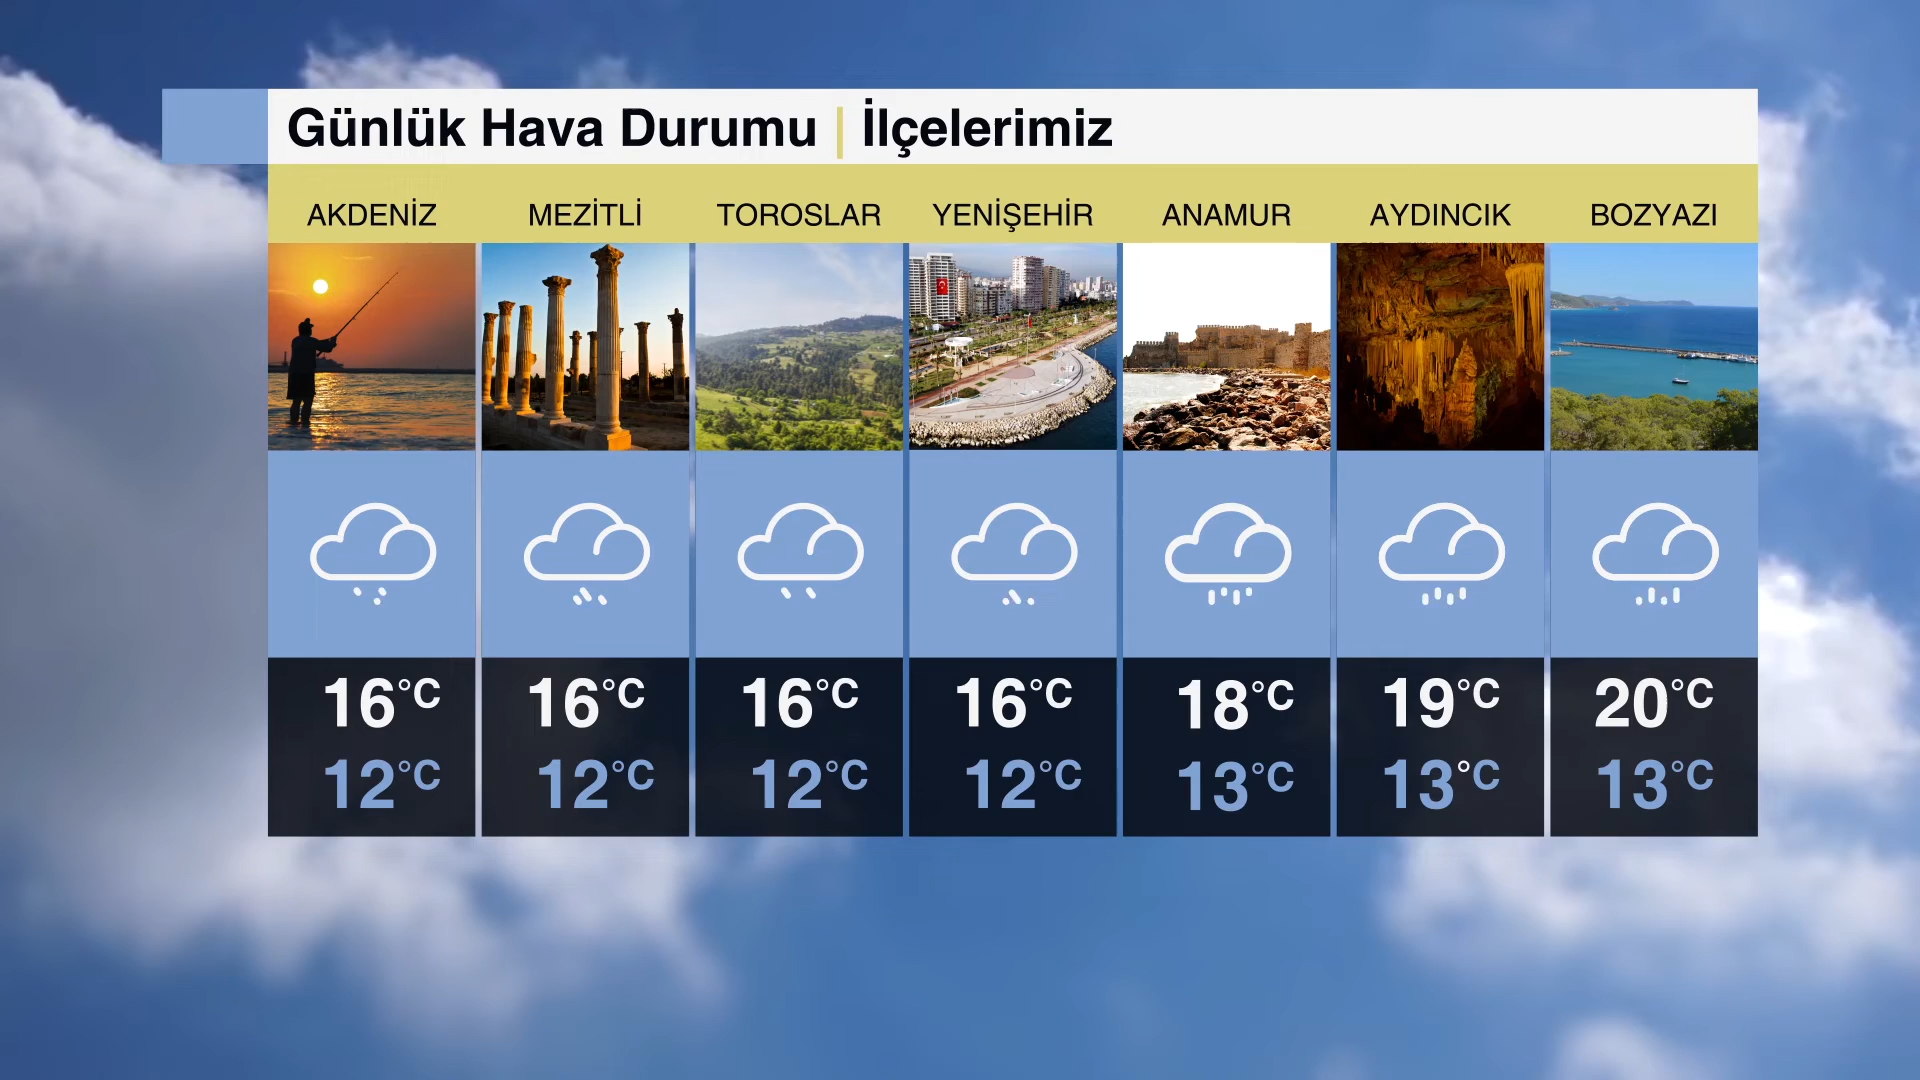 Günlük Hava Durumu | İlçelerimiz
AKDENİZ MEZİTLİ TOROSLAR YENİŞEHİR ANAMUR AYDINCIK BOZYAZI
16°C 16°C 16°C 16°C 18°C 19°C 20°C
12°C 12°C 12°C 12°C 13°C 13°C 13°C